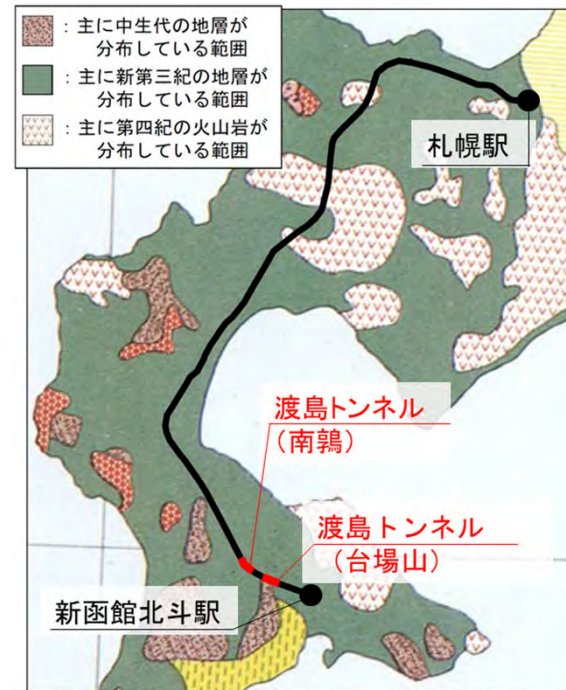 ：主に中生代の地層が
分布している範囲
：主に新第三紀の地層が
分布している範囲
：主に第四紀の火山岩が
分布している範囲
札幌駅
渡島トンネル
（南鶉）
渡島トンネル
（台場山）
新函館北斗駅